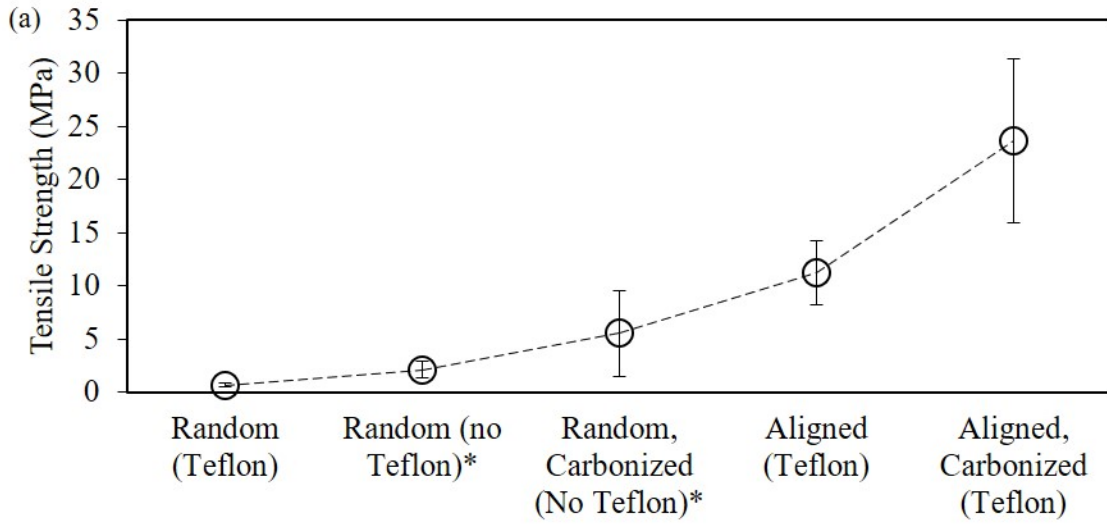 (a)
Tensile Strength (MPa)
35
30
25
20
15
10
5
0
Random
(Teflon)
Random (no
Teflon)*
Random,
Carbonized
(No Teflon)*
Aligned
(Teflon)
Aligned,
Carbonized
(Teflon)